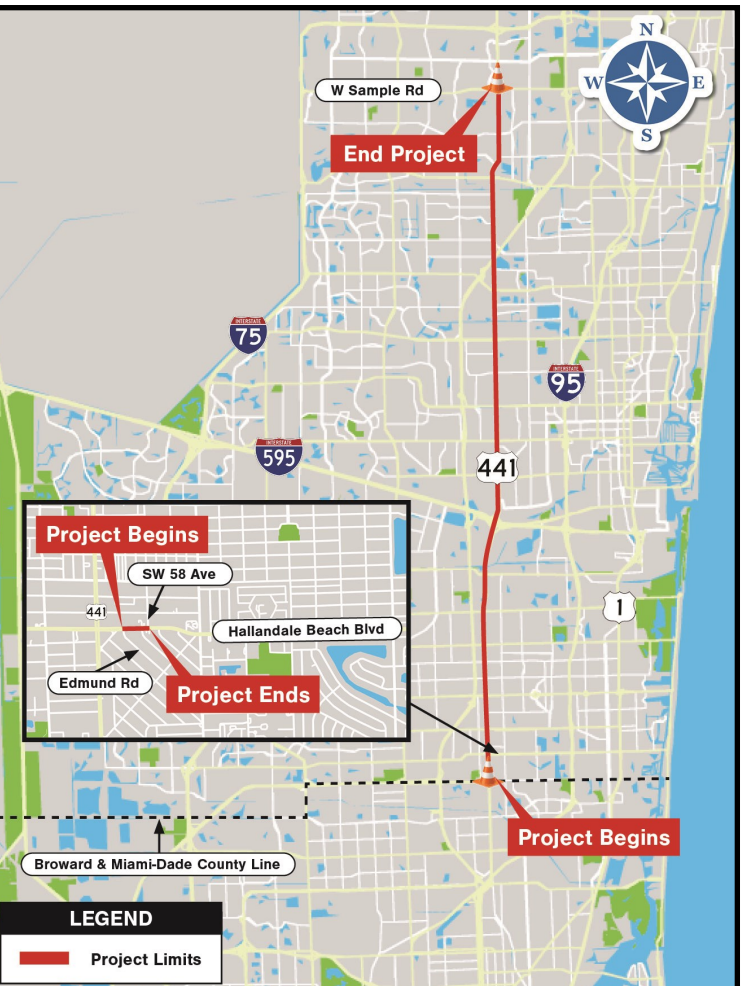 N
W Sample Rd
W
E
S
End Project
INTERSTATE
75
INTERSTATE
95
INTERSTATE
595
441
Project Begins
SW 58 Ave
441
1
Hallandale Beach Blvd
Edmund Rd
Project Ends
Project Begins
Broward & Miami-Dade County Line
LEGEND
Project Limits